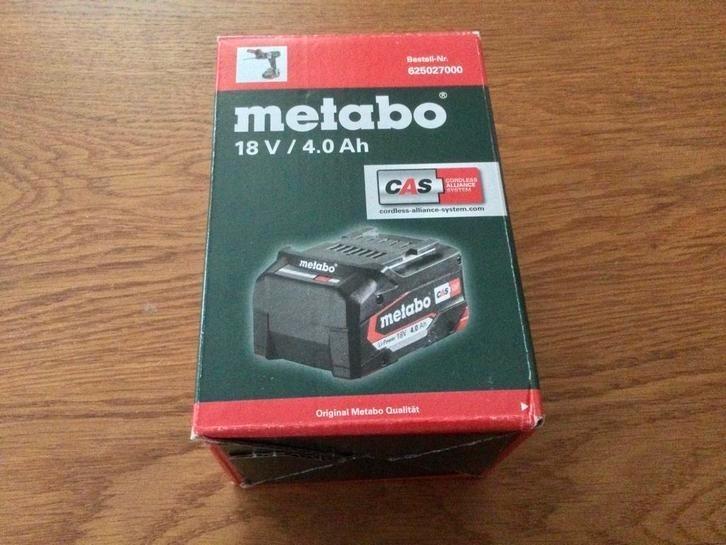 Bestell-Nr.
625027000
metabo®
18 V / 4.0 Ah
CAS CORDLESS
ALLIANCE
SYSTEM
cordless-alliance-system.com
metabo
metabo CAS
Li-Power 18V 4.0 Ah
Original Metabo Qualität